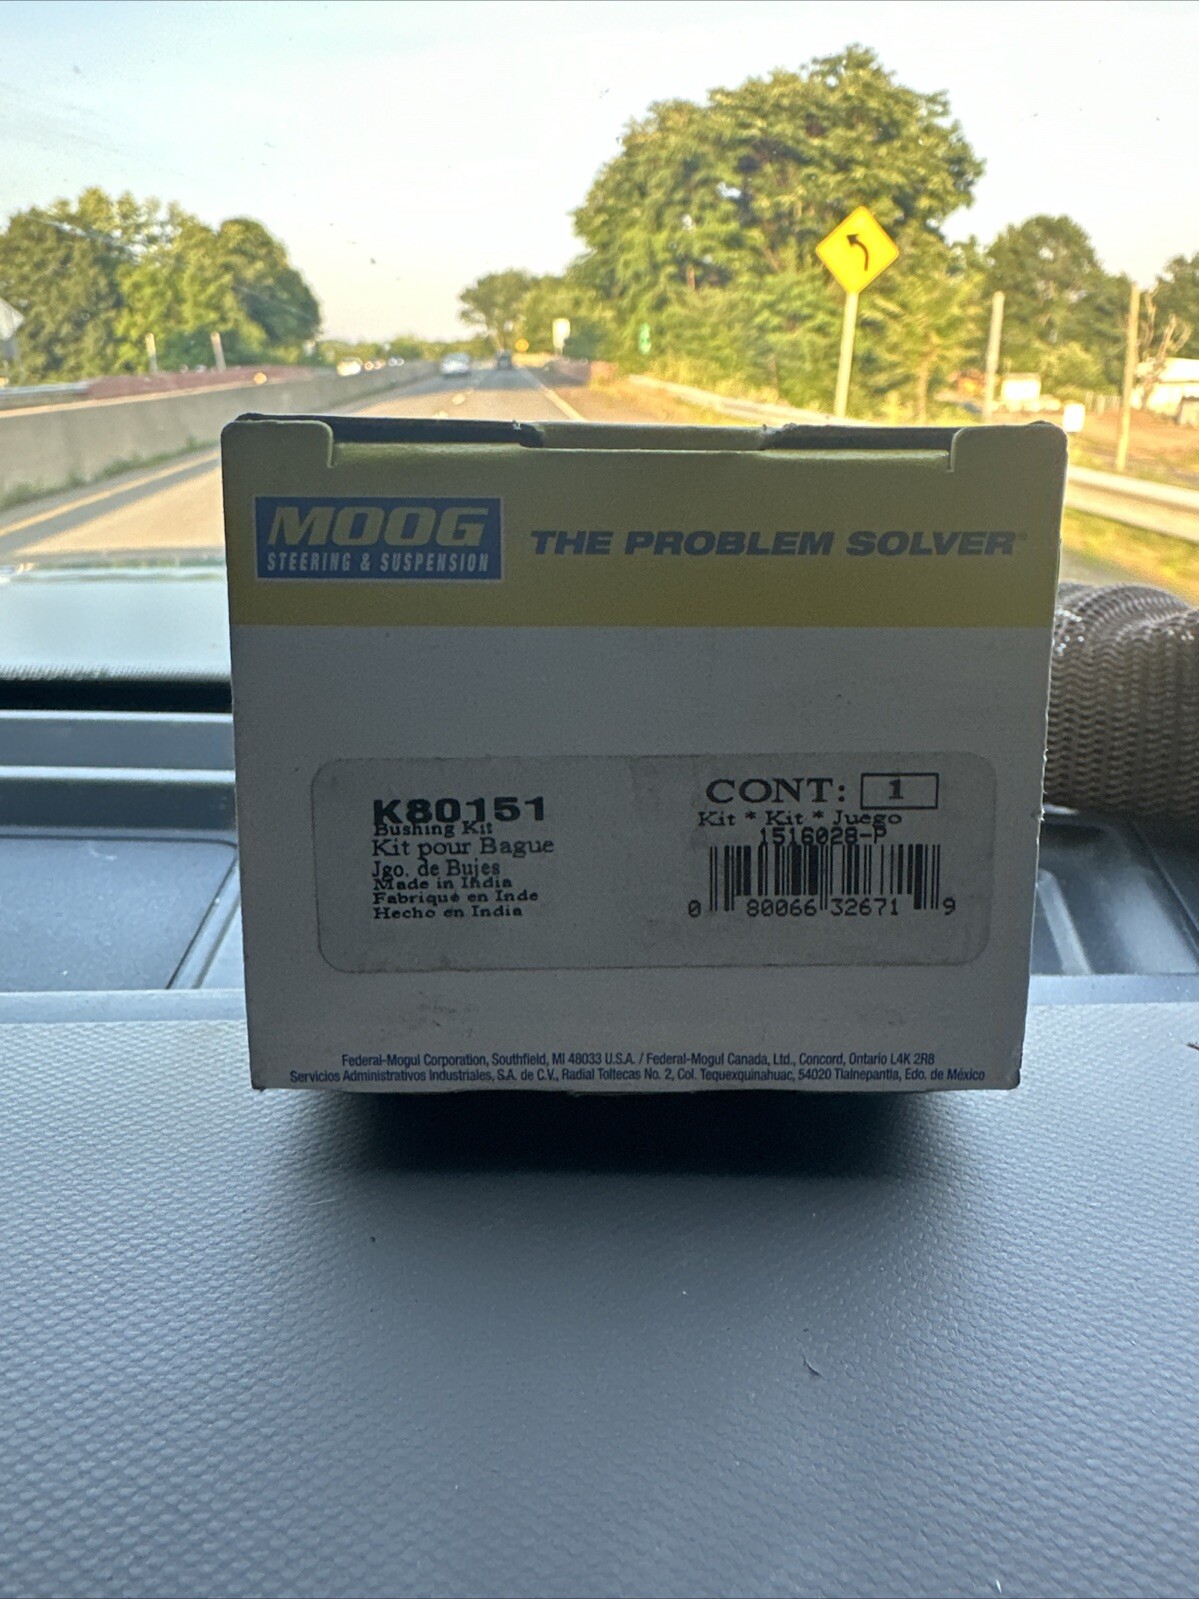 MOOG
STEERING & SUSPENSION
THE PROBLEM SOLVER®
K80151
Bushing Kit
Kit pour Bague
Jgo. de Bujes
Made in India
Fabriqué en Inde
Hecho en India
CONT: 1
Kit * Kit * Juego
1516028-P
0 80066 32671 9
Federal-Mogul Corporation, Southfield, MI 48033 U.S.A. / Federal-Mogul Canada, Ltd., Concord, Ontario L4K 2R8
Servicios Administrativos Industriales, S.A. de C.V., Radial Toltecas No. 2, Col. Tequexquinahuac, 54020 Tlalnepantla, Edo. de México